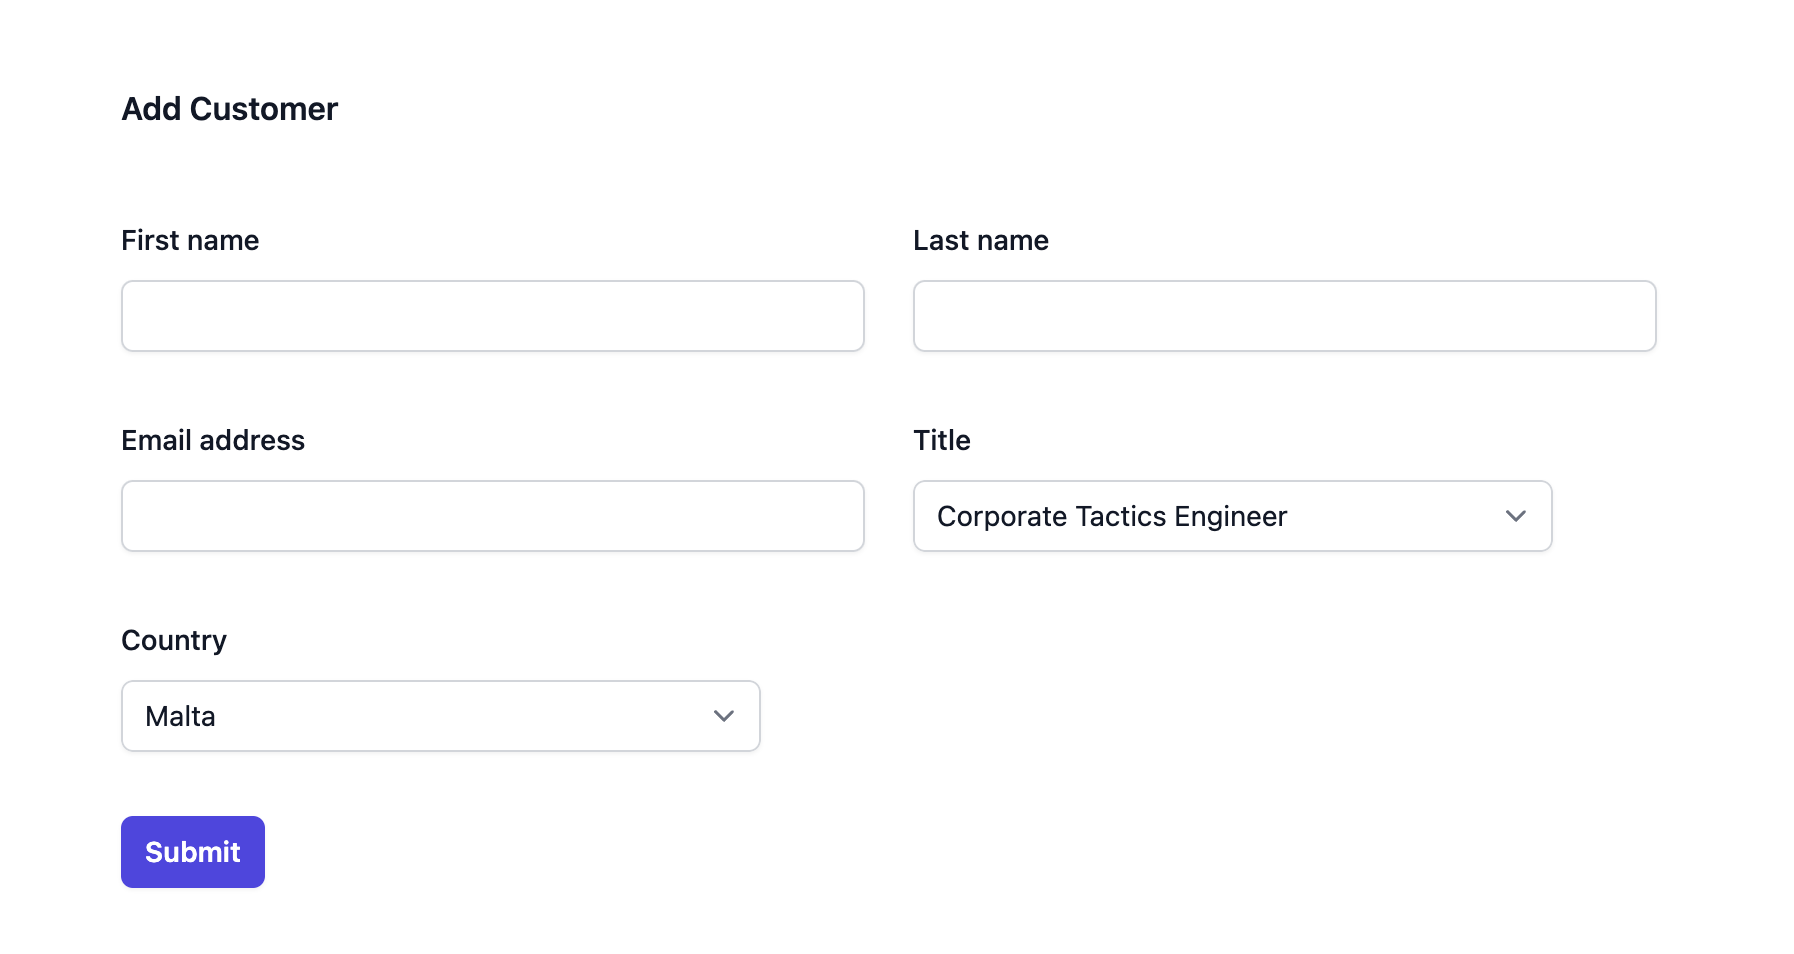 Add Customer
First name
Last name
Email address
Title
Corporate Tactics Engineer
Country
Malta
Submit